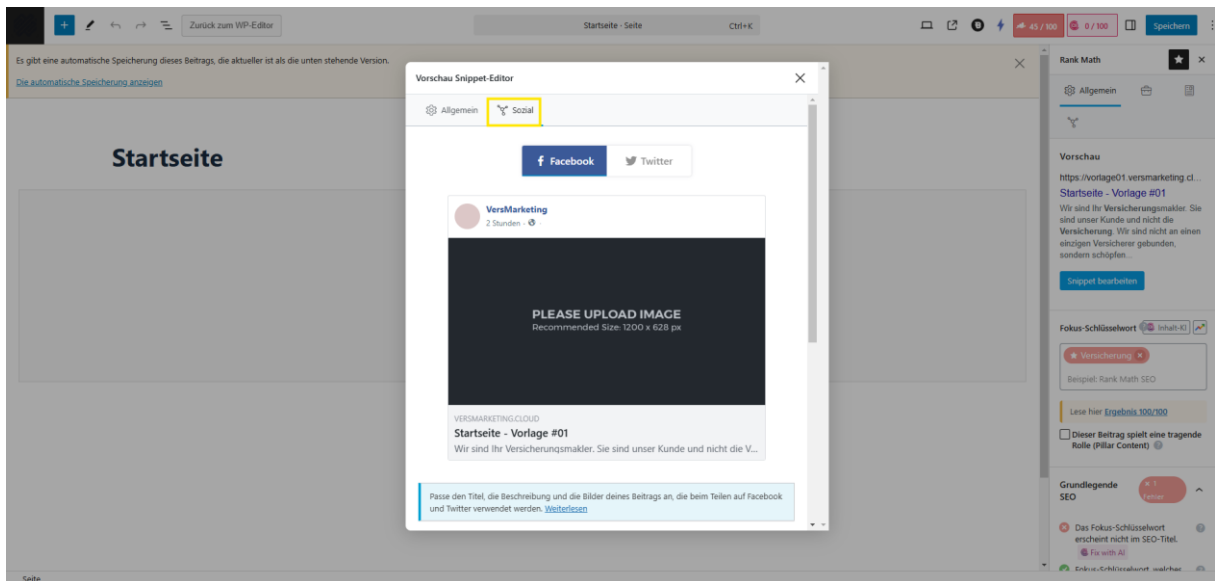 Zurück zum WP-Editor
Startseite - Seite
Ctrl+K
45 / 100
0 / 100
Speichern
Es gibt eine automatische Speicherung dieses Beitrags, die aktueller ist als die unten stehende Version.
Die automatische Speicherung anzeigen
Startseite
Vorschau Snippet-Editor
Allgemein
Sozial
Facebook
Twitter
VersMarketing
2 Stunden -
PLEASE UPLOAD IMAGE
Recommended Size: 1200 x 628 px
VERSMARKETING.CLOUD
Startseite - Vorlage #01
Wir sind Ihr Versicherungsmakler. Sie sind unser Kunde und nicht die V...
Passe den Titel, die Beschreibung und die Bilder deines Beitrags an, die beim Teilen auf Facebook
und Twitter verwendet werden. Weiterlesen
Rank Math
Allgemein
Vorschau
https://vorlage01.versmarketing.cl...
Startseite - Vorlage #01
Wir sind Ihr Versicherungsmakler. Sie
sind unser Kunde und nicht die
Versicherung. Wir sind nicht an einen
einzigen Versicherer gebunden,
sondern schöpfen...
Snippet bearbeiten
Fokus-Schlüsselwort
Inhalt-KI
Versicherung
Beispiel: Rank Math SEO
Lese hier Ergebnis 100/100
Dieser Beitrag spielt eine tragende
Rolle (Pillar Content)
Grundlegende
SEO
× 1
Fehler
Das Fokus-Schlüsselwort
erscheint nicht im SEO-Titel.
Fix with AI
Fokus-Schlüsselwort, welches
Seite